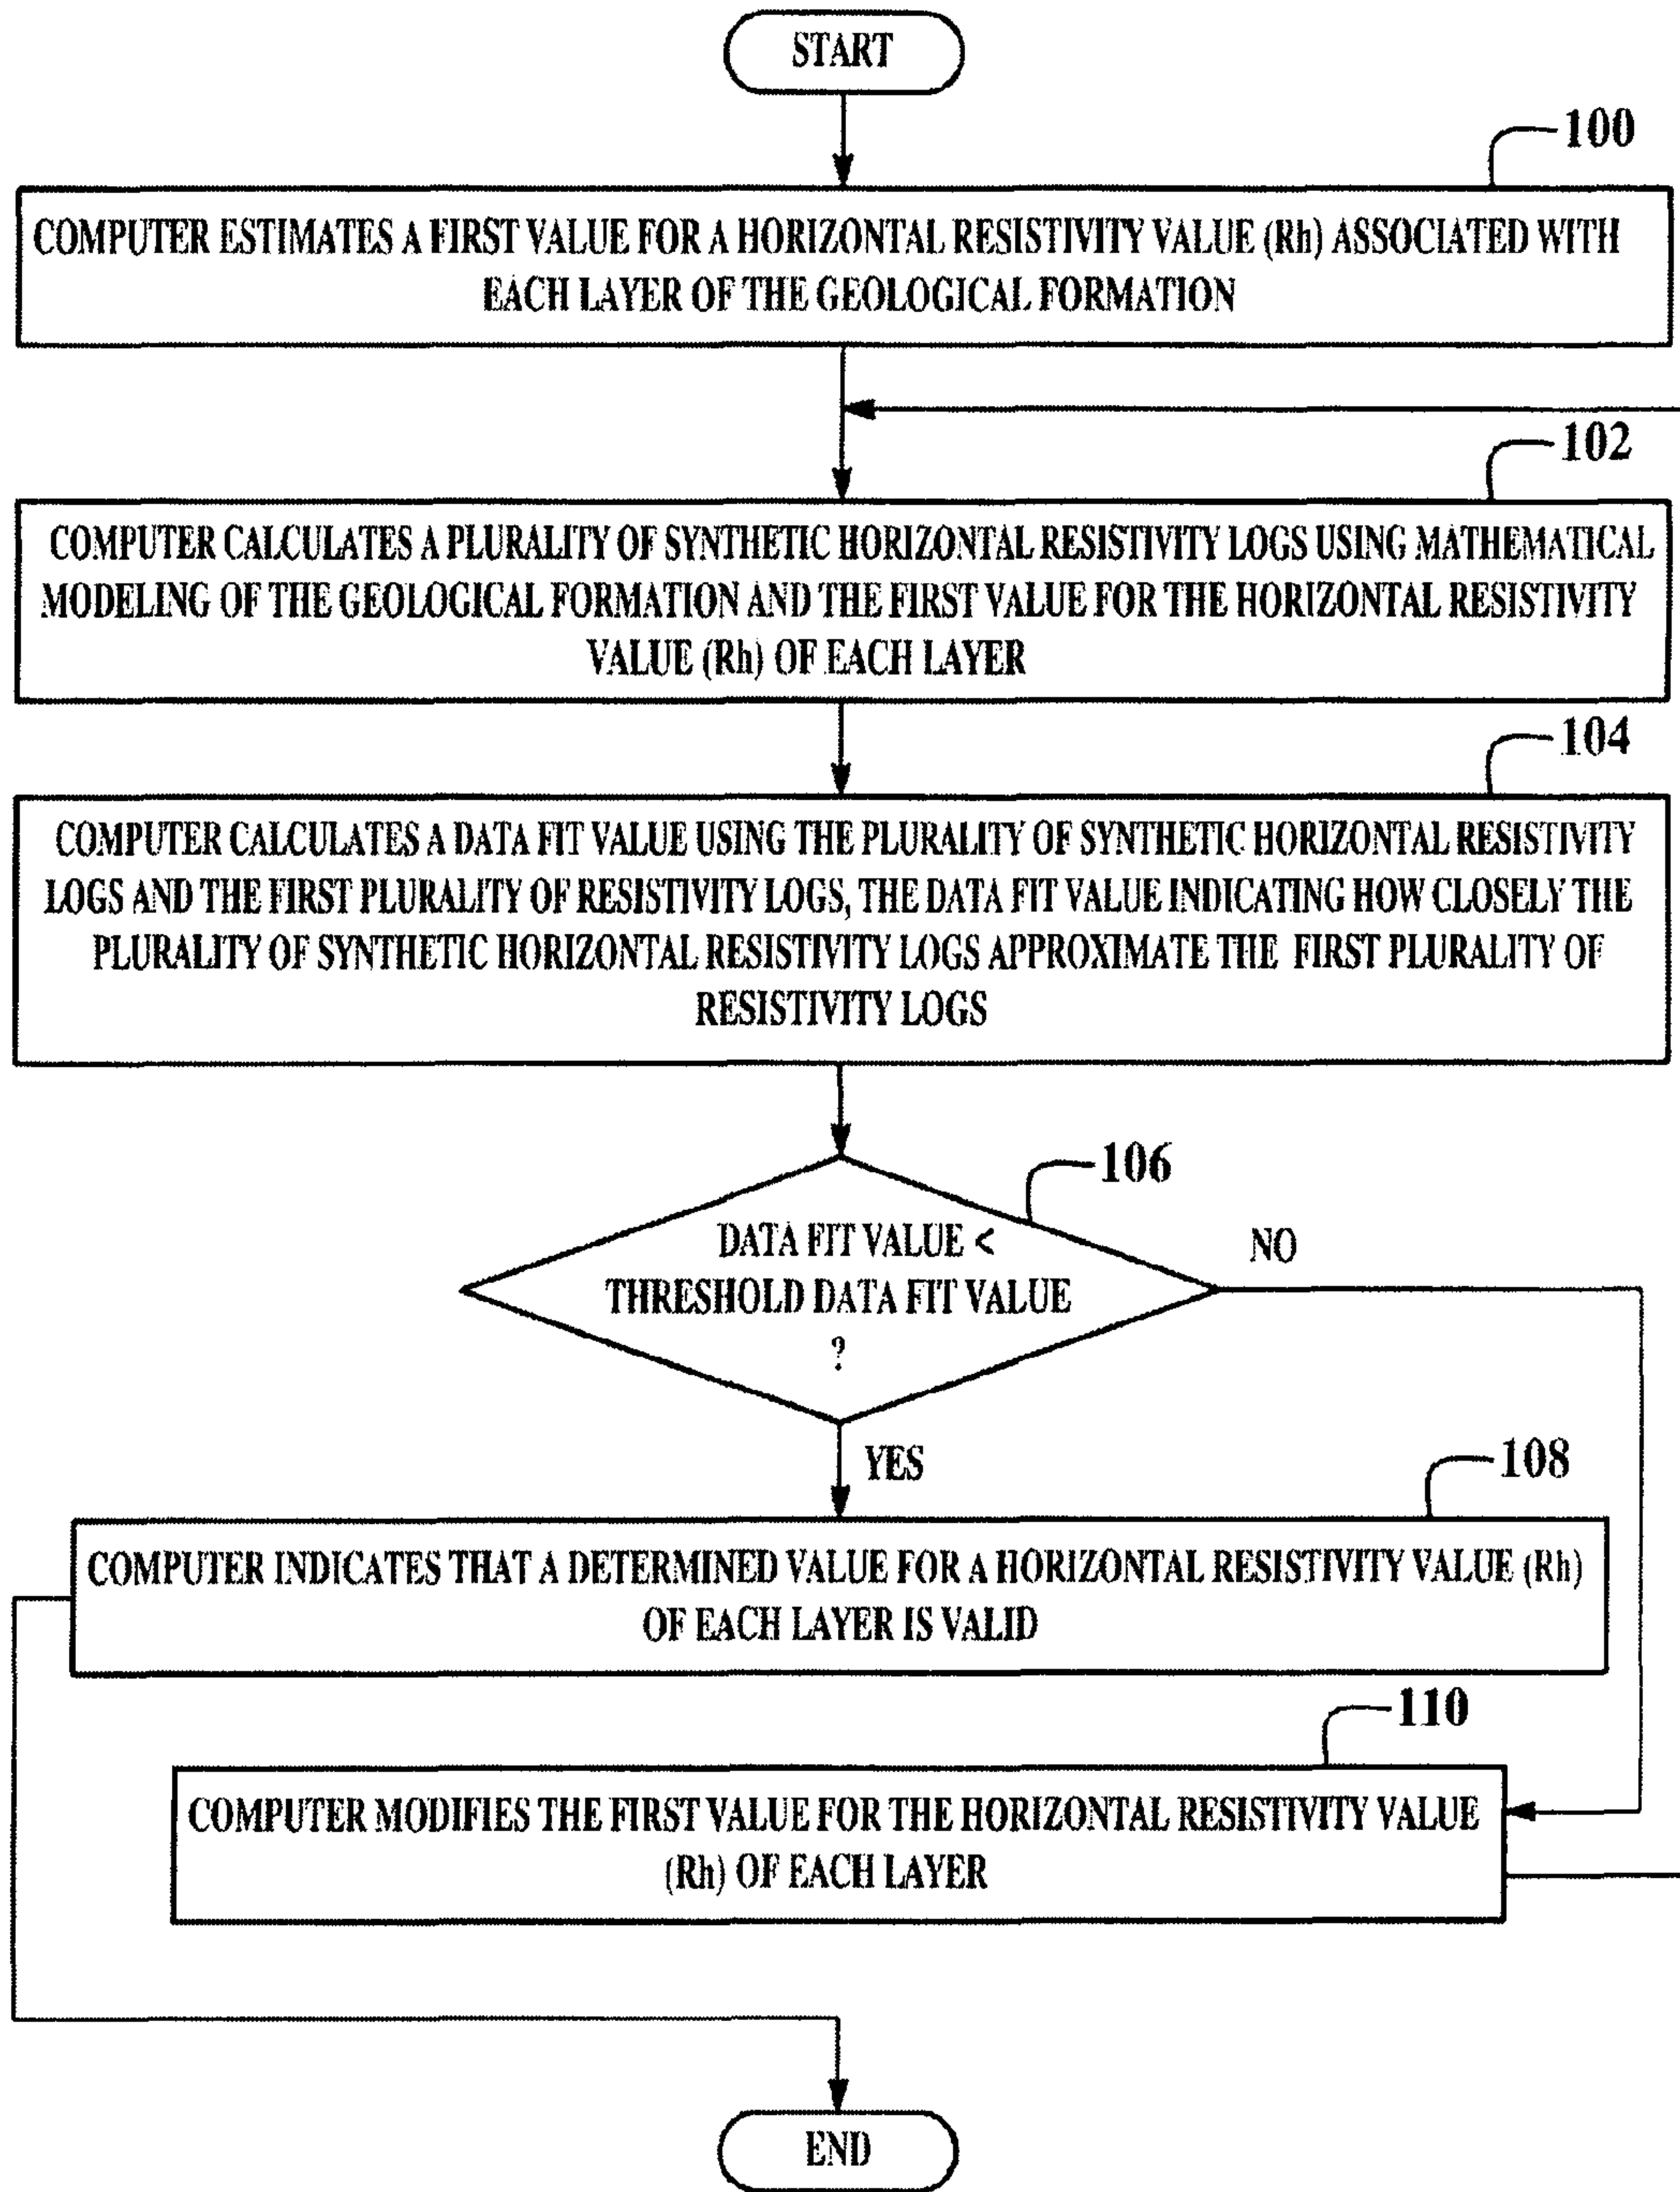 START
100
COMPUTER ESTIMATES A FIRST VALUE FOR A HORIZONTAL RESISTIVITY VALUE (Rh) ASSOCIATED WITH
EACH LAYER OF THE GEOLOGICAL FORMATION
102
COMPUTER CALCULATES A PLURALITY OF SYNTHETIC HORIZONTAL RESISTIVITY LOGS USING MATHEMATICAL
MODELING OF THE GEOLOGICAL FORMATION AND THE FIRST VALUE FOR THE HORIZONTAL RESISTIVITY
VALUE (Rh) OF EACH LAYER
104
COMPUTER CALCULATES A DATA FIT VALUE USING THE PLURALITY OF SYNTHETIC HORIZONTAL RESISTIVITY
LOGS AND THE FIRST PLURALITY OF RESISTIVITY LOGS, THE DATA FIT VALUE INDICATING HOW CLOSELY THE
PLURALITY OF SYNTHETIC HORIZONTAL RESISTIVITY LOGS APPROXIMATE THE FIRST PLURALITY OF
RESISTIVITY LOGS
106
DATA FIT VALUE <
THRESHOLD DATA FIT VALUE
?
NO
YES
108
COMPUTER INDICATES THAT A DETERMINED VALUE FOR A HORIZONTAL RESISTIVITY VALUE (Rh)
OF EACH LAYER IS VALID
110
COMPUTER MODIFIES THE FIRST VALUE FOR THE HORIZONTAL RESISTIVITY VALUE
(Rh) OF EACH LAYER
END